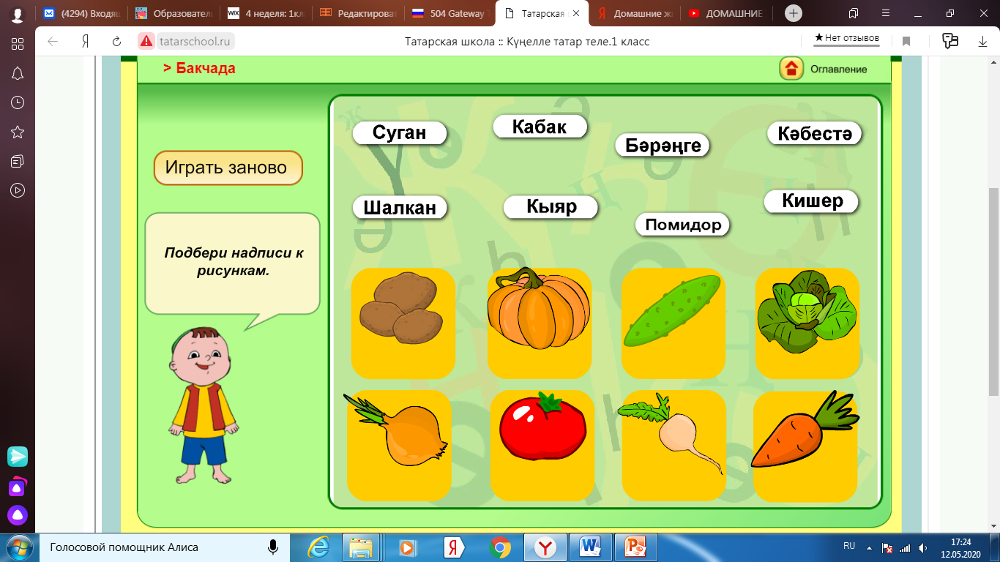 (4294) Входящ
Образовател
WIX 4 неделя: 1кла
Редактироват
504 Gateway T
Татарская
Я Домашние ж
ДОМАШНИЕ
Я
tatarschool.ru
Татарская школа :: Күңелле татар теле.1 класс
★ Нет отзывов
> Бакчада
Оглавление
Суган
Кабак
Бәрәңге
Кәбестә
Играть заново
Шалкан
Кыяр
Помидор
Кишер
Подбери надписи к
рисункам.
Голосовой помощник Алиса
RU
17:24
12.05.2020